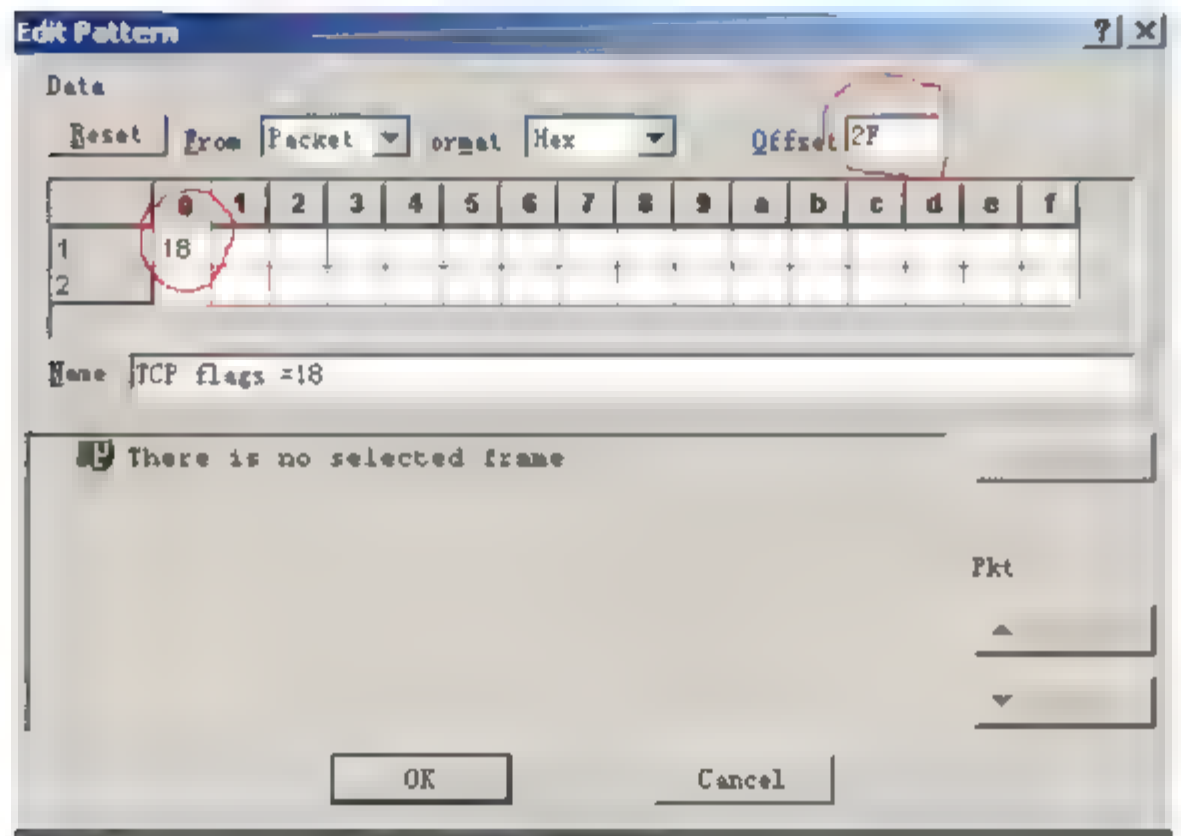 Edit Pattern ? ×
Data
Reset From Packet ormat Hex Offset 2F
0 1 2 3 4 5 6 7 8 9 a b c d e f
1 18
2
Name TCP flags =18
There is no selected frame
Pkt
OK Cancel